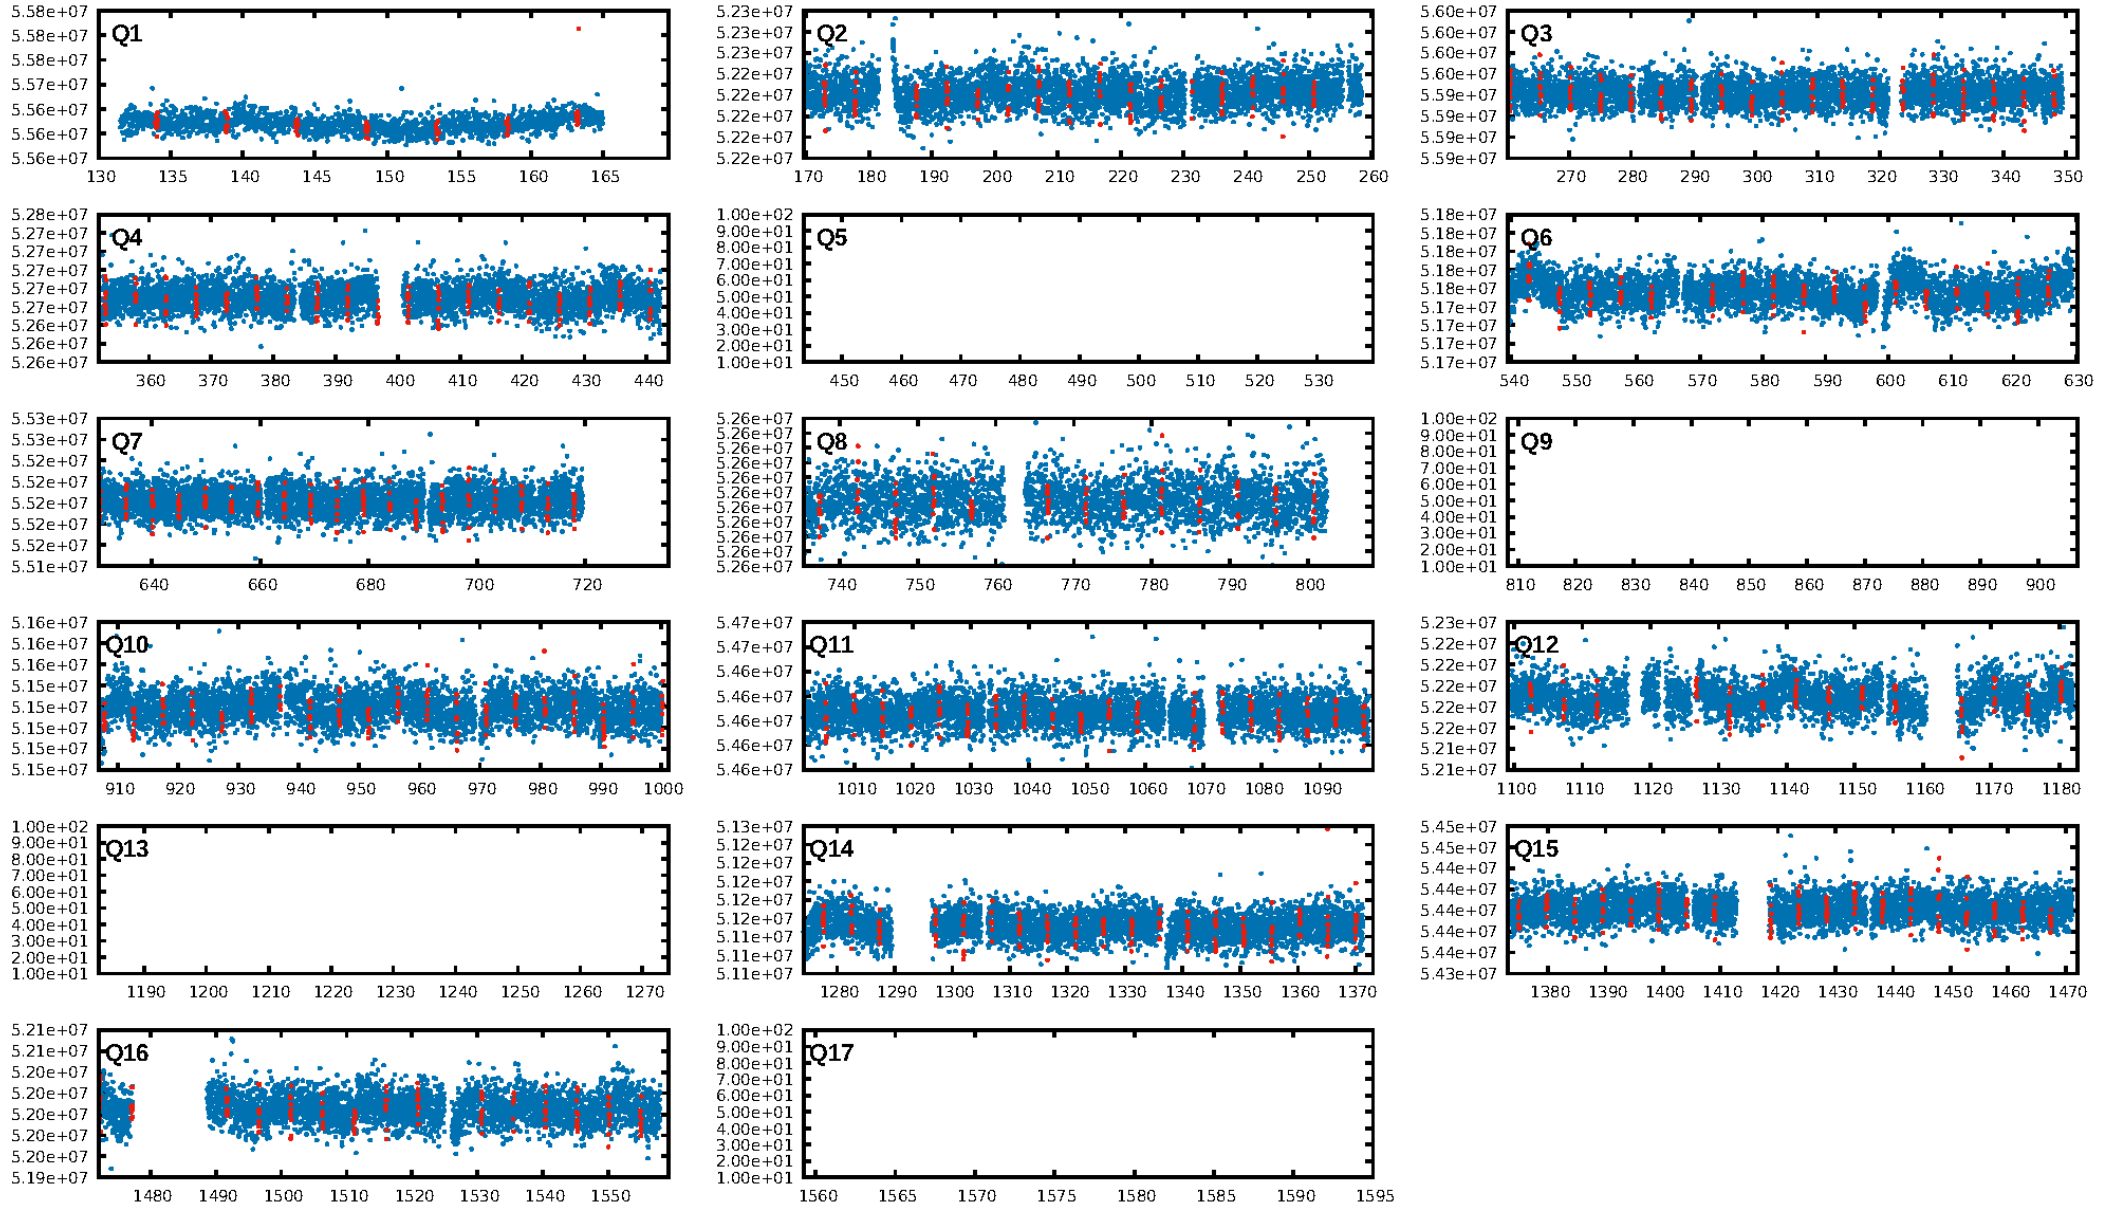 Q1
5.58e+07
5.58e+07
5.58e+07
5.57e+07
5.56e+07
5.56e+07
5.56e+07
130 135 140 145 150 155 160 165
Q2
5.23e+07
5.23e+07
5.23e+07
5.22e+07
5.22e+07
5.22e+07
5.22e+07
5.22e+07
170 180 190 200 210 220 230 240 250 260
Q3
5.60e+07
5.60e+07
5.60e+07
5.60e+07
5.59e+07
5.59e+07
5.59e+07
5.59e+07
270 280 290 300 310 320 330 340 350
Q4
5.28e+07
5.27e+07
5.27e+07
5.27e+07
5.27e+07
5.27e+07
5.26e+07
5.26e+07
5.26e+07
360 370 380 390 400 410 420 430 440
Q5
1.00e+02
9.00e+01
8.00e+01
7.00e+01
6.00e+01
5.00e+01
4.00e+01
3.00e+01
2.00e+01
1.00e+01
450 460 470 480 490 500 510 520 530
Q6
5.18e+07
5.18e+07
5.18e+07
5.18e+07
5.18e+07
5.17e+07
5.17e+07
5.17e+07
5.17e+07
540 550 560 570 580 590 600 610 620 630
Q7
5.53e+07
5.53e+07
5.52e+07
5.52e+07
5.52e+07
5.52e+07
5.52e+07
5.51e+07
640 660 680 700 720
Q8
5.26e+07
5.26e+07
5.26e+07
5.26e+07
5.26e+07
5.26e+07
5.26e+07
5.26e+07
5.26e+07
5.26e+07
5.26e+07
740 750 760 770 780 790 800
Q9
1.00e+02
9.00e+01
8.00e+01
7.00e+01
6.00e+01
5.00e+01
4.00e+01
3.00e+01
2.00e+01
1.00e+01
810 820 830 840 850 860 870 880 890 900
Q10
5.16e+07
5.16e+07
5.16e+07
5.15e+07
5.15e+07
5.15e+07
5.15e+07
5.15e+07
910 920 930 940 950 960 970 980 990 1000
Q11
5.47e+07
5.47e+07
5.46e+07
5.46e+07
5.46e+07
5.46e+07
5.46e+07
1010 1020 1030 1040 1050 1060 1070 1080 1090
Q12
5.23e+07
5.22e+07
5.22e+07
5.22e+07
5.22e+07
5.22e+07
5.21e+07
5.21e+07
1100 1110 1120 1130 1140 1150 1160 1170 1180
Q13
1.00e+02
9.00e+01
8.00e+01
7.00e+01
6.00e+01
5.00e+01
4.00e+01
3.00e+01
2.00e+01
1.00e+01
1190 1200 1210 1220 1230 1240 1250 1260 1270
Q14
5.13e+07
5.12e+07
5.12e+07
5.12e+07
5.12e+07
5.12e+07
5.11e+07
5.11e+07
5.11e+07
1280 1290 1300 1310 1320 1330 1340 1350 1360 1370
Q15
5.45e+07
5.45e+07
5.44e+07
5.44e+07
5.44e+07
5.44e+07
5.44e+07
5.43e+07
1380 1390 1400 1410 1420 1430 1440 1450 1460 1470
Q16
5.21e+07
5.21e+07
5.20e+07
5.20e+07
5.20e+07
5.20e+07
5.20e+07
5.19e+07
1480 1490 1500 1510 1520 1530 1540 1550
Q17
1.00e+02
9.00e+01
8.00e+01
7.00e+01
6.00e+01
5.00e+01
4.00e+01
3.00e+01
2.00e+01
1.00e+01
1560 1565 1570 1575 1580 1585 1590 1595